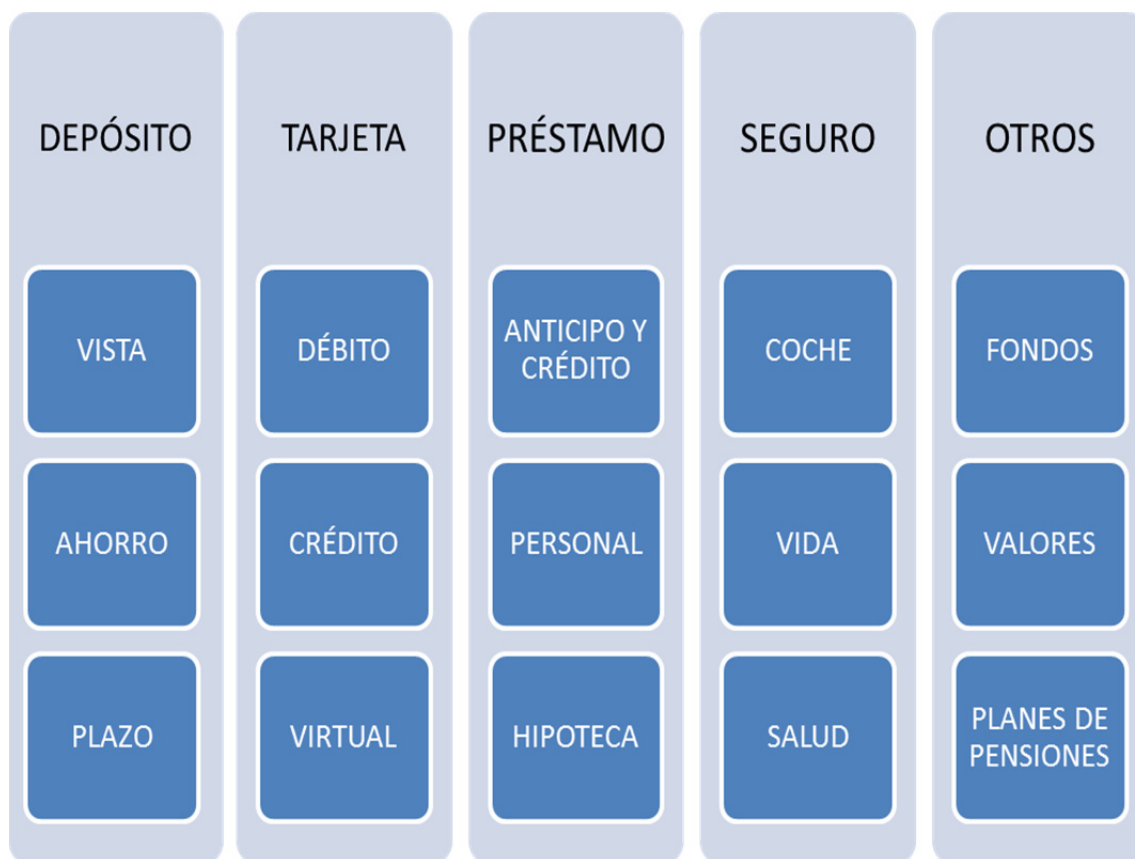 DEPÓSITO
VISTA
AHORRO
PLAZO
TARJETA
DÉBITO
CRÉDITO
VIRTUAL
PRÉSTAMO
ANTICIPO Y
CRÉDITO
PERSONAL
HIPOTECA
SEGURO
COCHE
VIDA
SALUD
OTROS
FONDOS
VALORES
PLANES DE
PENSIONES